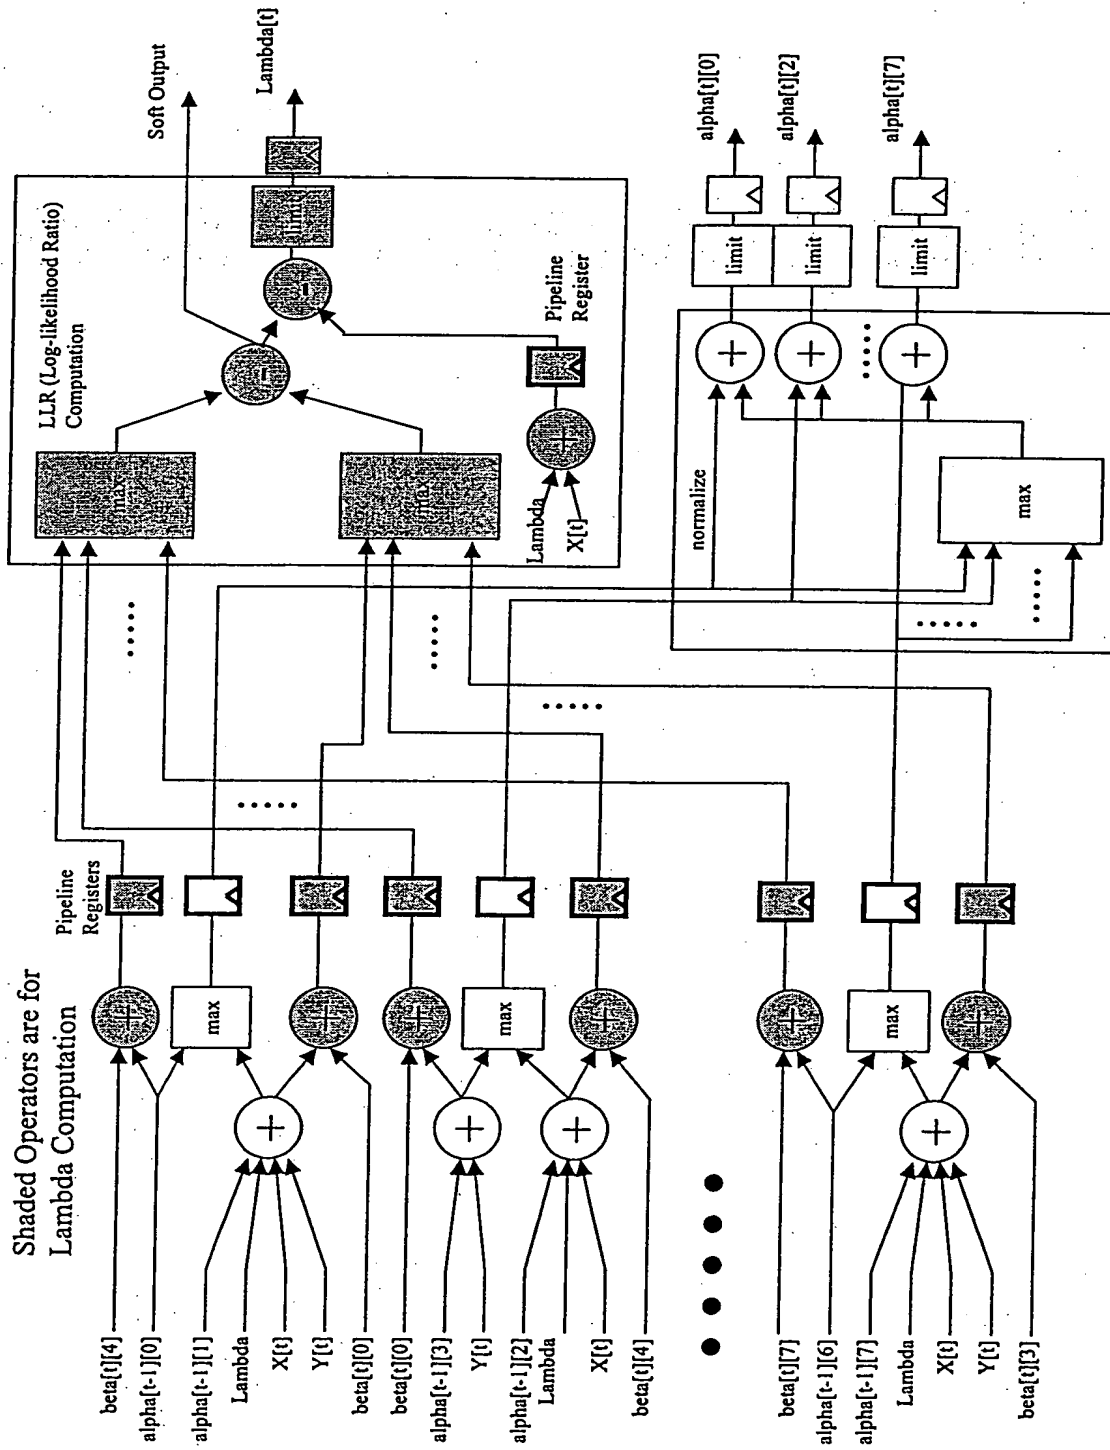 Shaded Operators are for
Lambda Computation
beta[t][4]
alpha[t-1][0]
alpha[t-1][1]
Lambda
X[t]
Y[t]
beta[t][0]
beta[t][0]
alpha[t-1][3]
Y[t]
alpha[t-1][2]
Lambda
X[t]
beta[t][4]
beta[t][7]
alpha[t-1][6]
alpha[t-1][7]
Lambda
X[t]
Y[t]
beta[t][3]
+
+
+
+
+
max
+
+
max
+
+
max
+
Pipeline
Registers
LLR (Log-likelihood Ratio)
Computation
max
max
Lambda
X[t]
+
Pipeline
Register
-
-
limit
Soft Output
Lambda[t]
normalize
max
+
+
+
limit
limit
limit
alpha[t][0]
alpha[t][2]
alpha[t][7]